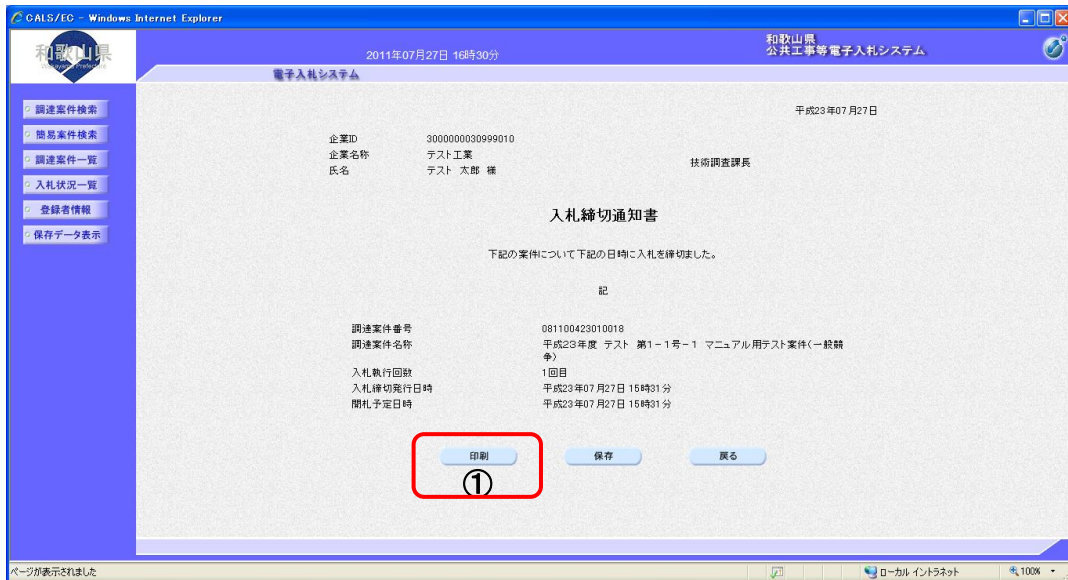 CALS/EC - Windows Internet Explorer
和歌山県
Wakayama Prefecture
2011年07月27日 16時30分
和歌山県
公共工事等電子入札システム
電子入札システム
調達案件検索
簡易案件検索
調達案件一覧
入札状況一覧
登録者情報
保存データ表示
平成23年07月27日
企業ID 3000000030999010
企業名称 テスト工業
氏名 テスト 太郎 様
技術調査課長
入札締切通知書
下記の案件について下記の日時に入札を締切ました。
記
調達案件番号 081100423010018
調達案件名称 平成23年度 テスト 第1-1号-1 マニュアル用テスト案件(一般競
争)
入札執行回数 1回目
入札締切発行日時 平成23年07月27日 15時31分
開札予定日時 平成23年07月27日 15時31分
印刷 保存 戻る
①
ページが表示されました ローカル イントラネット 100%